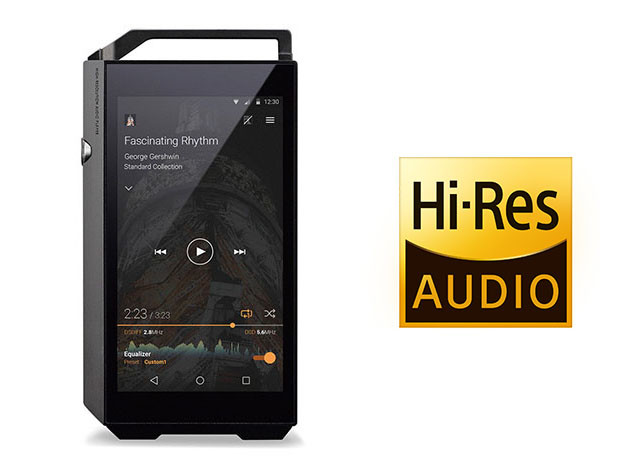 12:30
Fascinating Rhythm
George Gershwin
Standard Collection
2:23 / 3:23
2.8MHz
DSD 5.6MHz
Equalizer
Preset : Custom1
Hi-Res
AUDIO